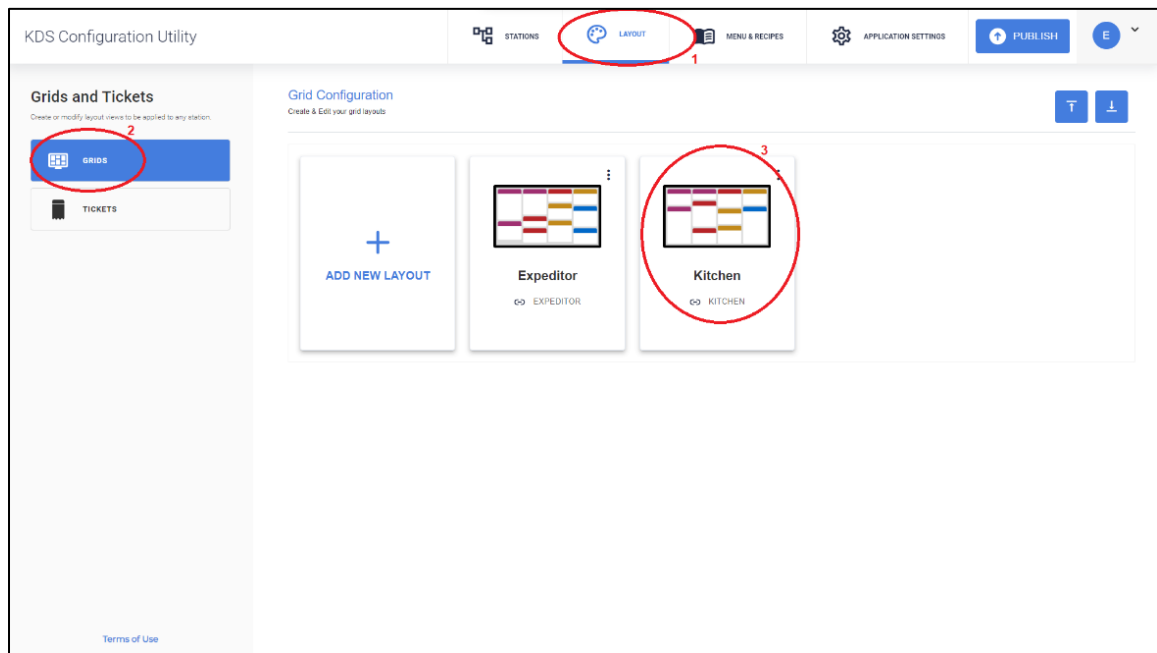 KDS Configuration Utility
STATIONS
LAYOUT
MENU & RECIPES
APPLICATION SETTINGS
PUBLISH
E
1
Grids and Tickets
Create or modify layout views to be applied to any station.
2
GRIDS
TICKETS
Grid Configuration
Create & Edit your grid layouts
3
ADD NEW LAYOUT
Expeditor
EXPEDITOR
Kitchen
KITCHEN
Terms of Use